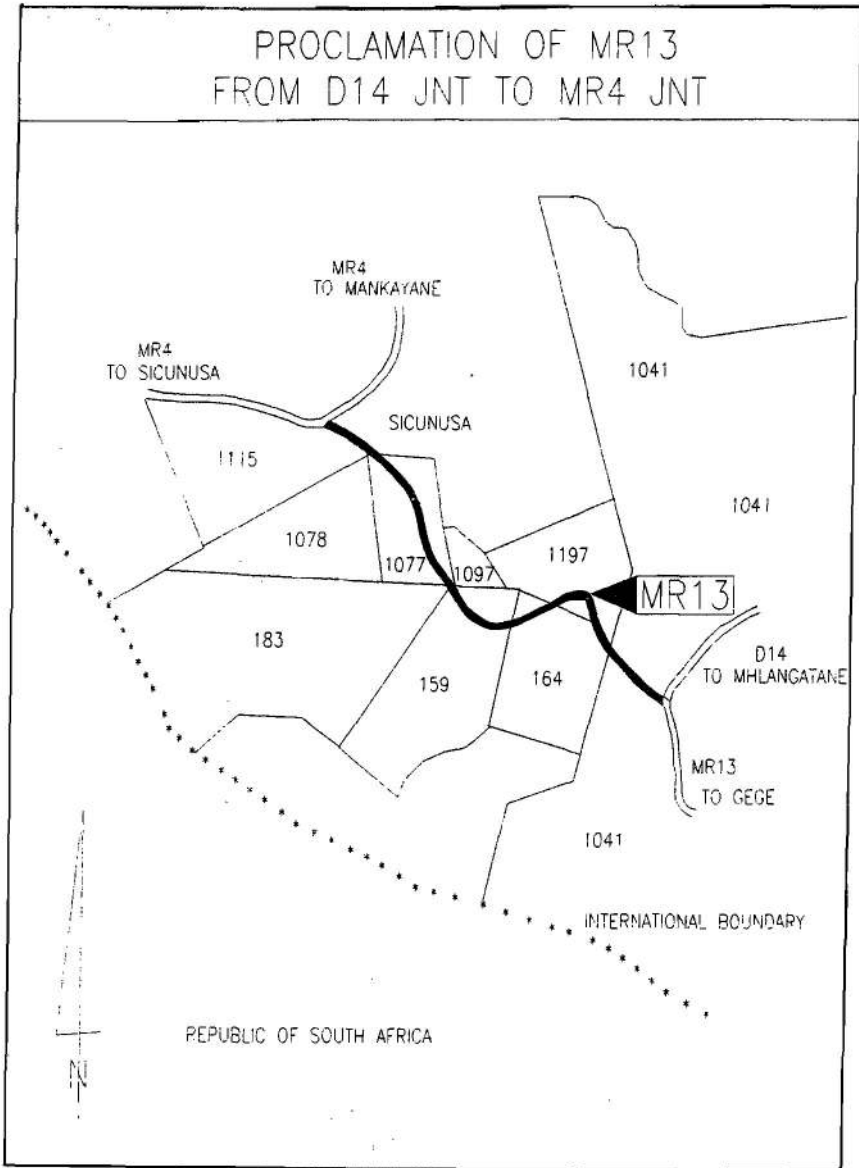 PROCLAMATION OF MR13
FROM D14 JNT TO MR4 JNT
MR4
TO MANKAYANE
MR4
TO SICUNUSA
1041
SICUNUSA
1115
1041
1078
1077
1097
1197
MR13
183
159
164
D14
TO MHLANGATANE
MR13
TO GEGE
1041
INTERNATIONAL BOUNDARY
REPUBLIC OF SOUTH AFRICA
N